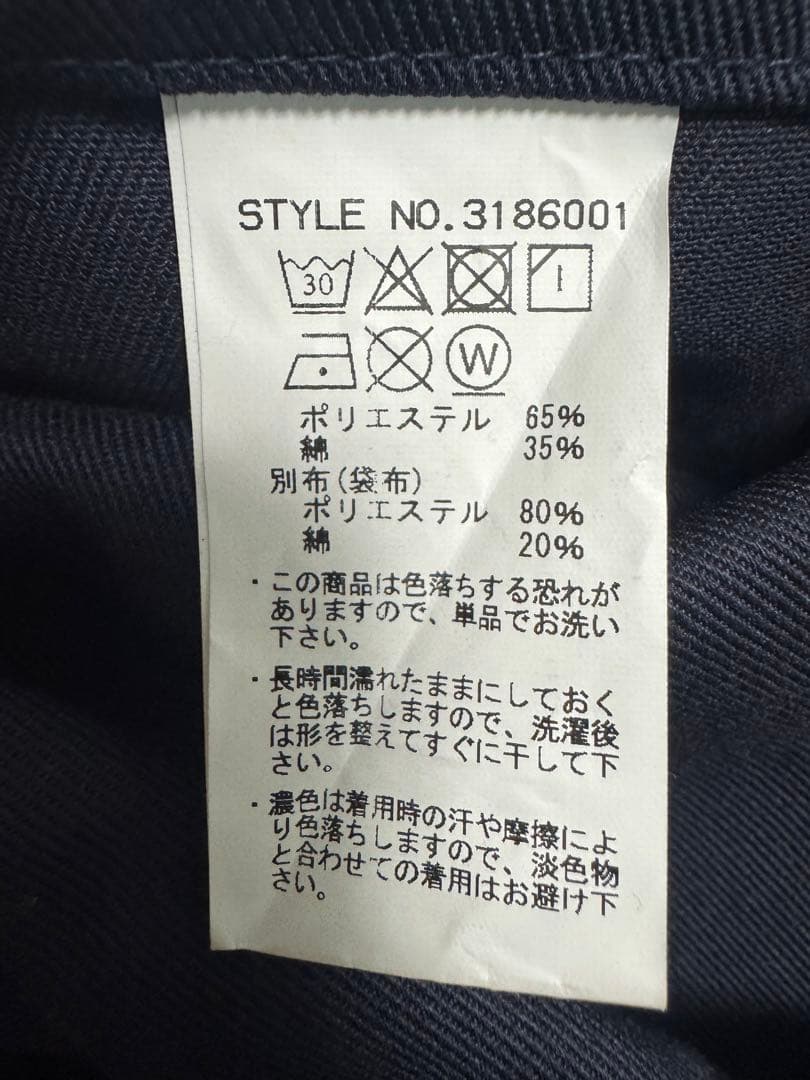 STYLE NO.3186001
30
W
ポリエステル 65%
綿 35%
別布(袋布)
ポリエステル 80%
綿 20%
・この商品は色落ちする恐れが
ありますので、単品でお洗い
下さい。
・長時間濡れたままにしておく
と色落ちしますので、洗濯後
は形を整えてすぐに干して下
さい。
・濃色は着用時の汗や摩擦によ
り色落ちしますので、淡色物
と合わせての着用はお避け下
さい。